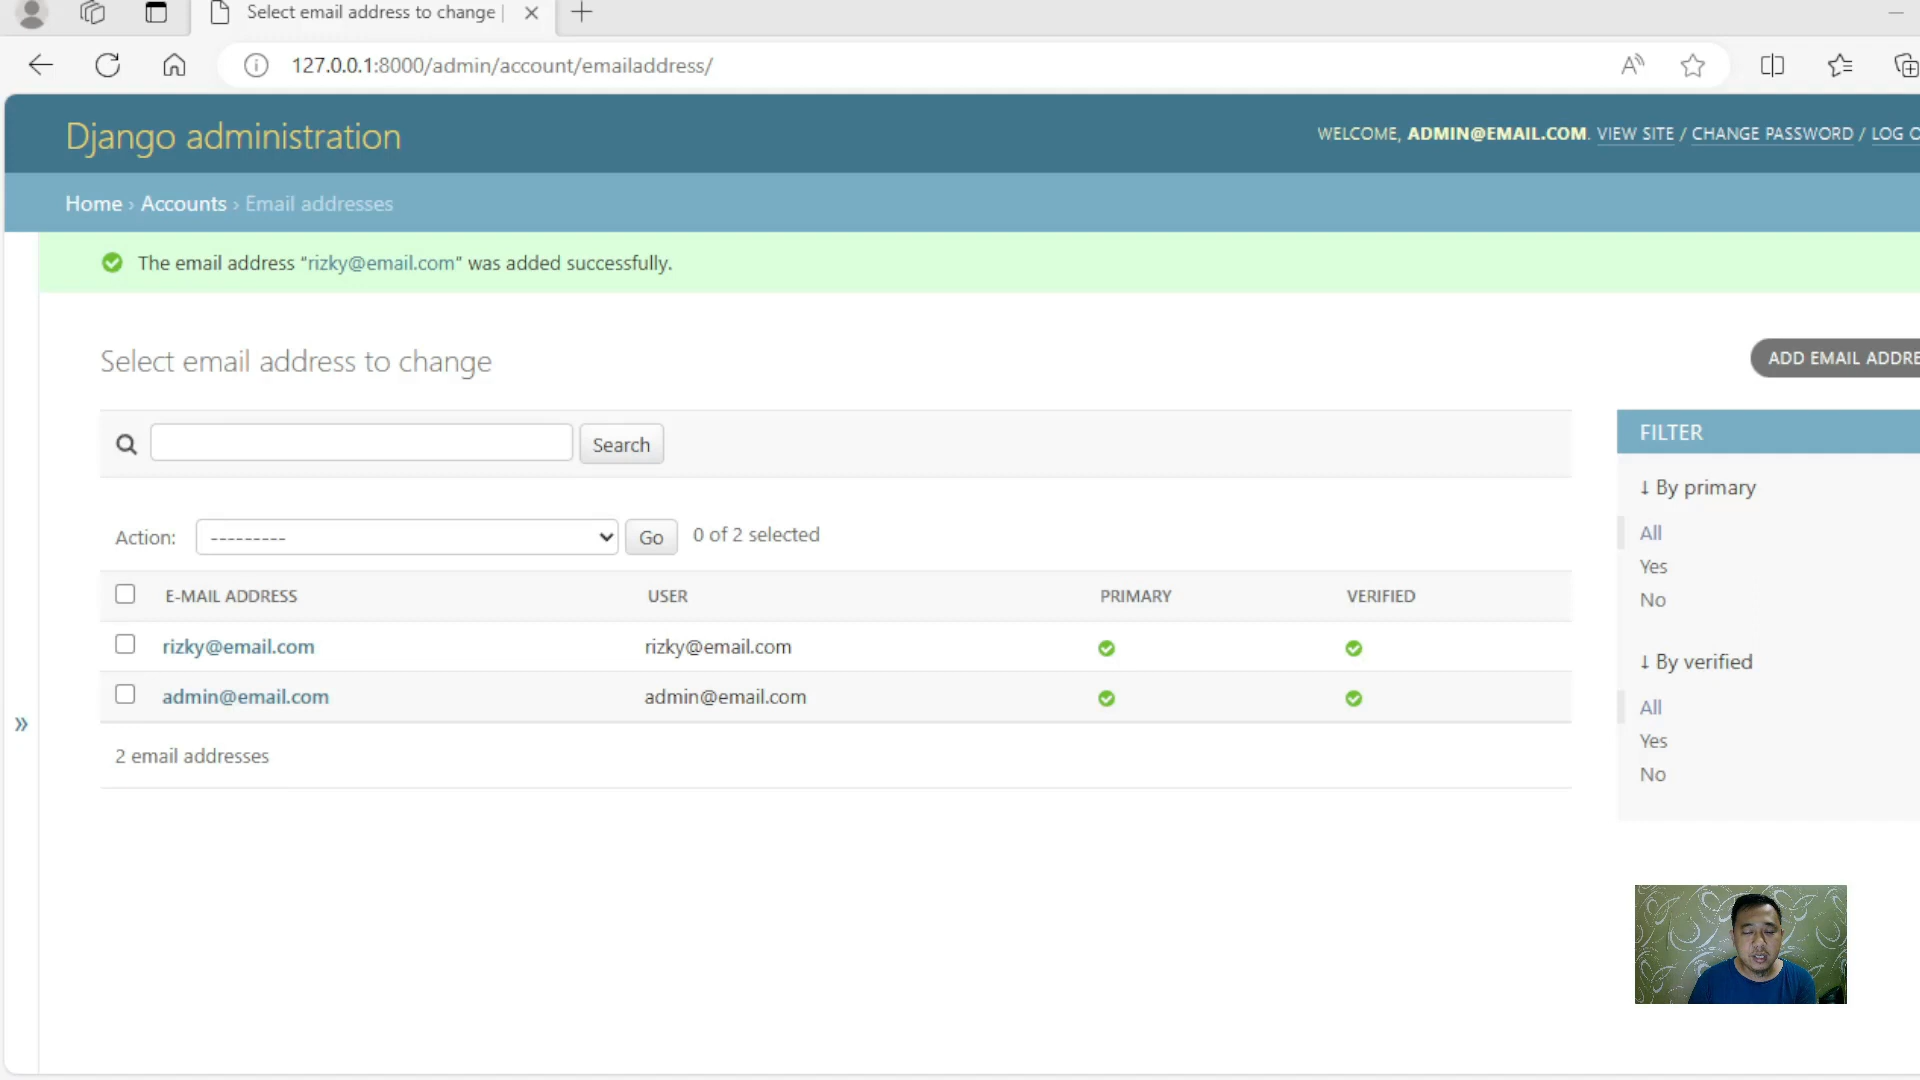 Select email address to change |
127.0.0.1:8000/admin/account/emailaddress/
Django administration
WELCOME, ADMIN@EMAIL.COM. VIEW SITE / CHANGE PASSWORD / LOG O
Home › Accounts › Email addresses
The email address “rizky@email.com” was added successfully.
Select email address to change
ADD EMAIL ADDRE
Search
Action: --------- Go 0 of 2 selected
E-MAIL ADDRESS USER PRIMARY VERIFIED
rizky@email.com rizky@email.com
admin@email.com admin@email.com
2 email addresses
»
FILTER
↓ By primary
All
Yes
No
↓ By verified
All
Yes
No